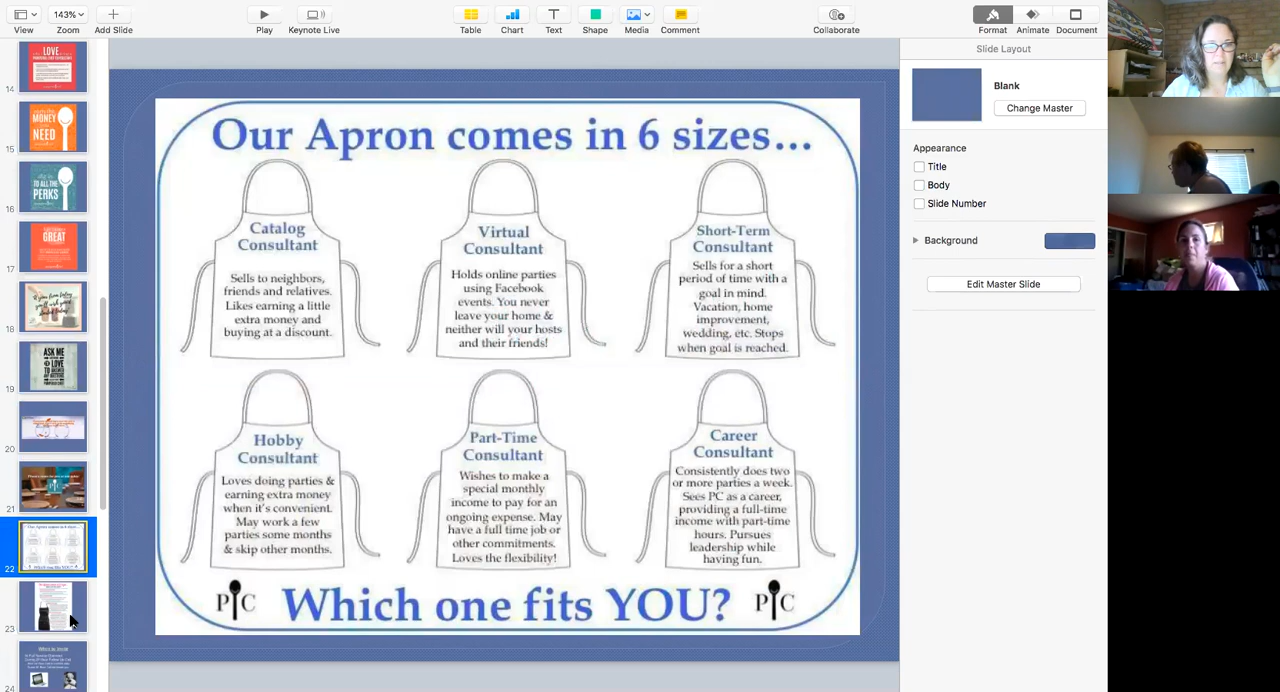 143%
View
Zoom
Add Slide
Play
Keynote Live
Table
Chart
Text
Shape
Media
Comment
Collaborate
Format
Animate
Document
14
LOVE
15
MONEY
NEED
16
TO ALL THE
PERKS
17
GREAT
18
19
ASK ME
20
21
22
23
24
Our Apron comes in 6 sizes...
Catalog
Consultant
Sells to neighbors,
friends and relatives.
Likes earning a little
extra money and
buying at a discount.
Virtual
Consultant
Holds online parties
using Facebook
events. You never
leave your home &
neither will your hosts
and their friends!
Short-Term
Consultant
Sells for a short
period of time with a
goal in mind.
Vacation, home
improvement,
wedding, etc. Stops
when goal is reached.
Hobby
Consultant
Loves doing parties &
earning extra money
when it's convenient.
May work a few
parties some months
& skip other months.
Part-Time
Consultant
Wishes to make a
special monthly
income to pay for an
ongoing expense. May
have a full time job or
other commitments.
Loves the flexibility!
Career
Consultant
Consistently does two
or more parties a week.
Sees PC as a career,
providing a full-time
income with part-time
hours. Pursues
leadership while
having fun.
PC Which one fits YOU? PC
Slide Layout
Blank
Change Master
Appearance
Title
Body
Slide Number
Background
Edit Master Slide